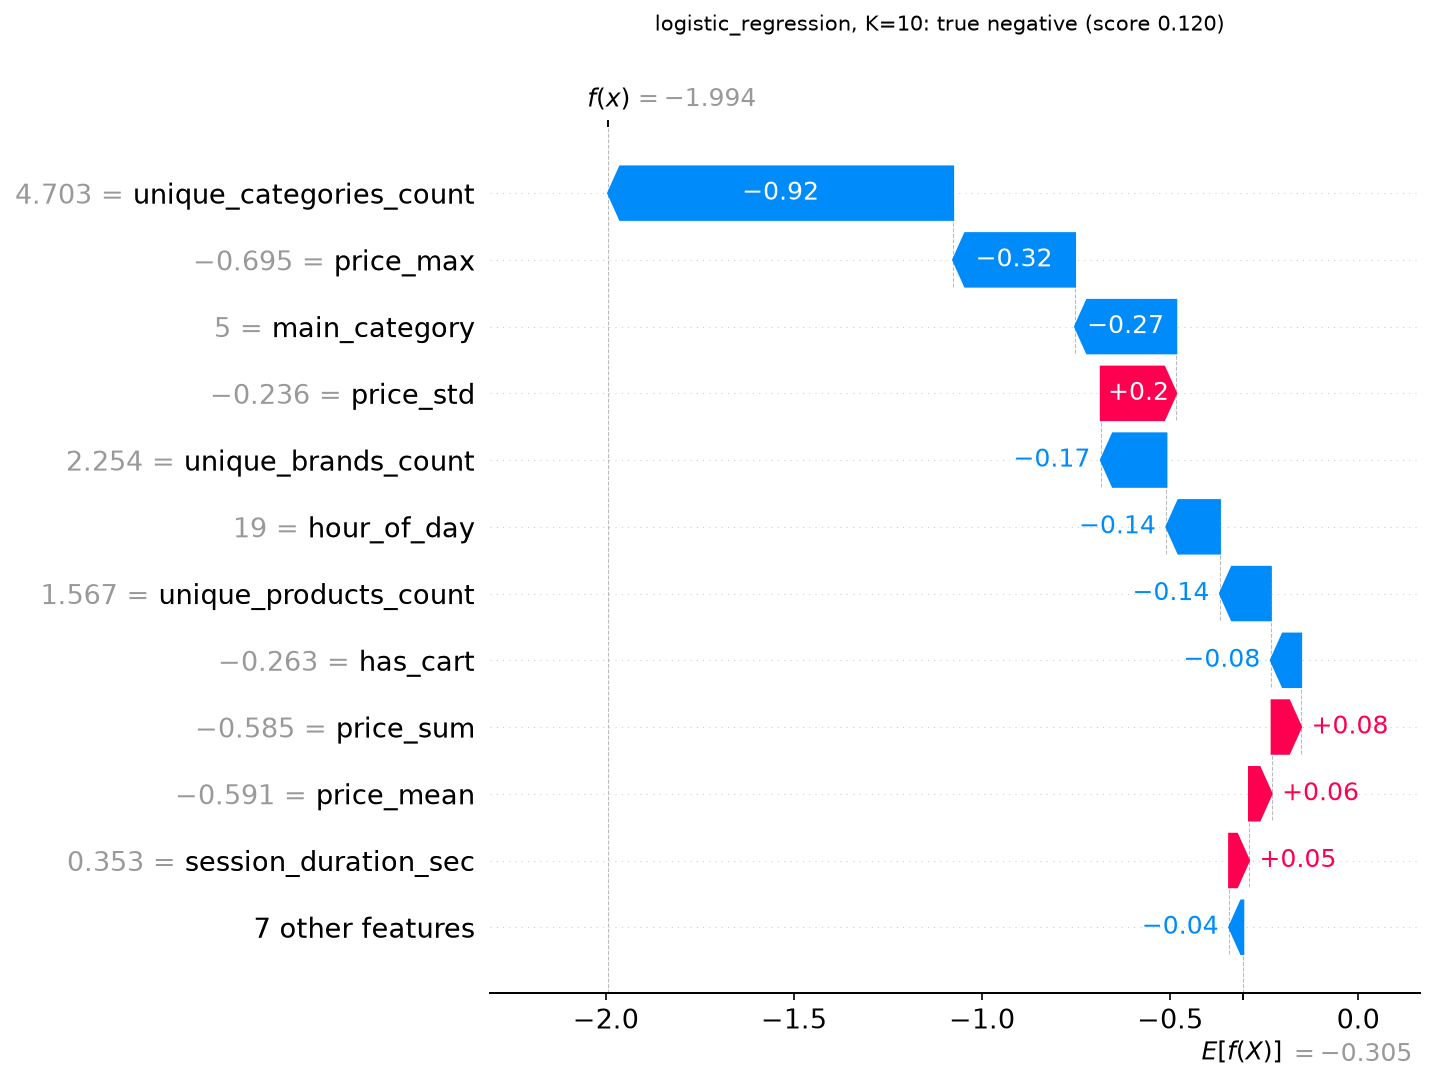 logistic_regression, K=10: true negative (score 0.120)
f(x) = −1.994
4.703 = unique_categories_count −0.92
−0.695 = price_max −0.32
5 = main_category −0.27
−0.236 = price_std +0.2
2.254 = unique_brands_count −0.17
19 = hour_of_day −0.14
1.567 = unique_products_count −0.14
−0.263 = has_cart −0.08
−0.585 = price_sum +0.08
−0.591 = price_mean +0.06
0.353 = session_duration_sec +0.05
7 other features −0.04
−2.0 −1.5 −1.0 −0.5 0.0
E[f(X)] = −0.305